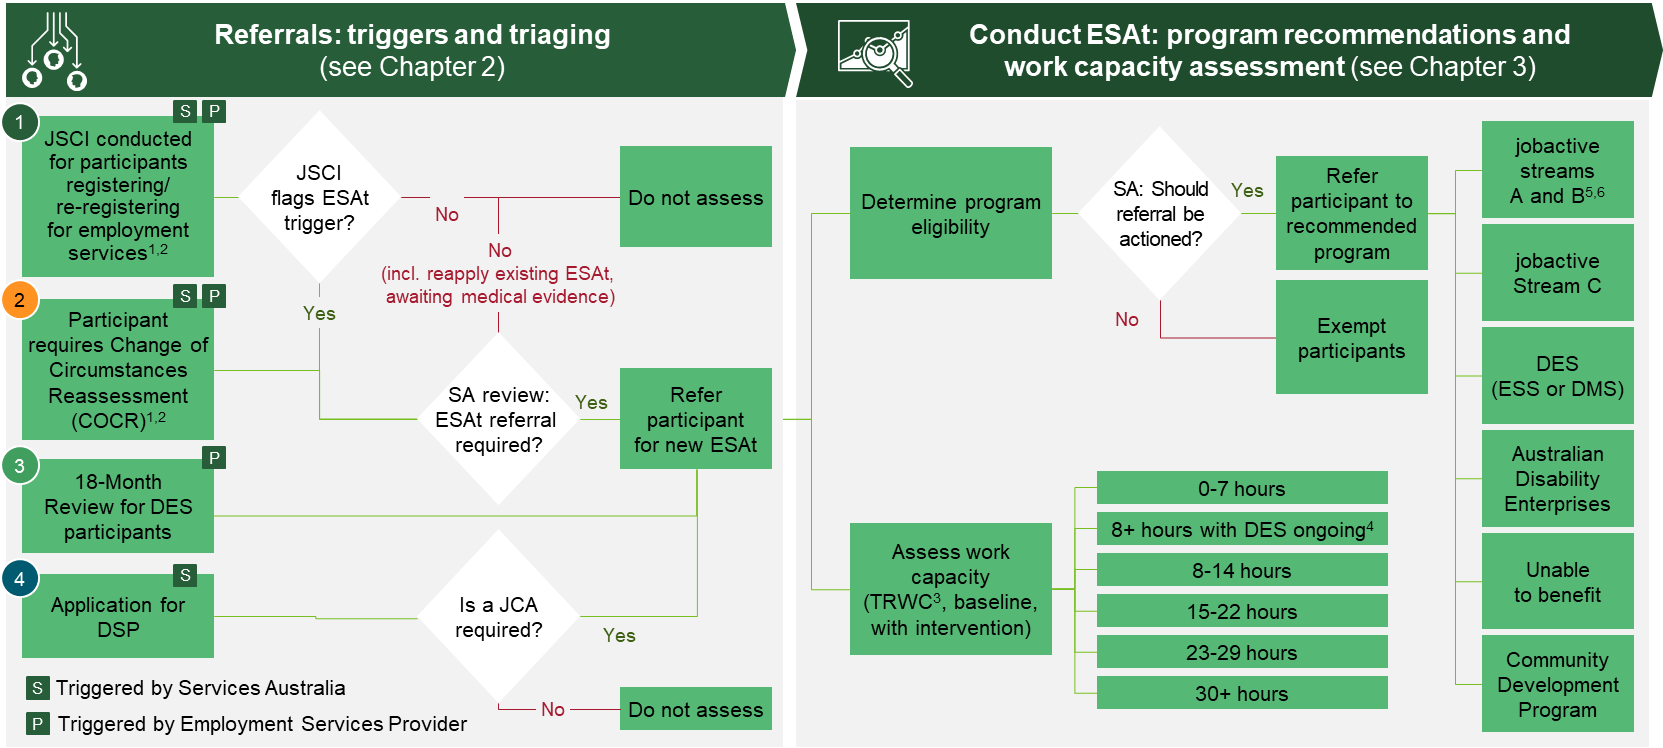 Referrals: triggers and triaging
(see Chapter 2)
Conduct ESAt: program recommendations and
work capacity assessment (see Chapter 3)
1
S P
JSCI conducted
for participants
registering/
re-registering
for employment
services1,2
JSCI
flags ESAt
trigger?
No
Yes
Do not assess
No
(incl. reapply existing ESAt,
awaiting medical evidence)
2
S P
Participant
requires Change of
Circumstances
Reassessment
(COCR)1,2
SA review:
ESAt referral
required?
Yes
Refer
participant
for new ESAt
3
P
18-Month
Review for DES
participants
4
S
Application for
DSP
Is a JCA
required?
Yes
No
Do not assess
S Triggered by Services Australia
P Triggered by Employment Services Provider
Determine program
eligibility
SA: Should
referral be
actioned?
Yes
No
Refer
participant to
recommended
program
Exempt
participants
jobactive
streams
A and B5,6
jobactive
Stream C
DES
(ESS or DMS)
Australian
Disability
Enterprises
Unable
to benefit
Community
Development
Program
Assess work
capacity
(TRWC3, baseline,
with intervention)
0-7 hours
8+ hours with DES ongoing4
8-14 hours
15-22 hours
23-29 hours
30+ hours